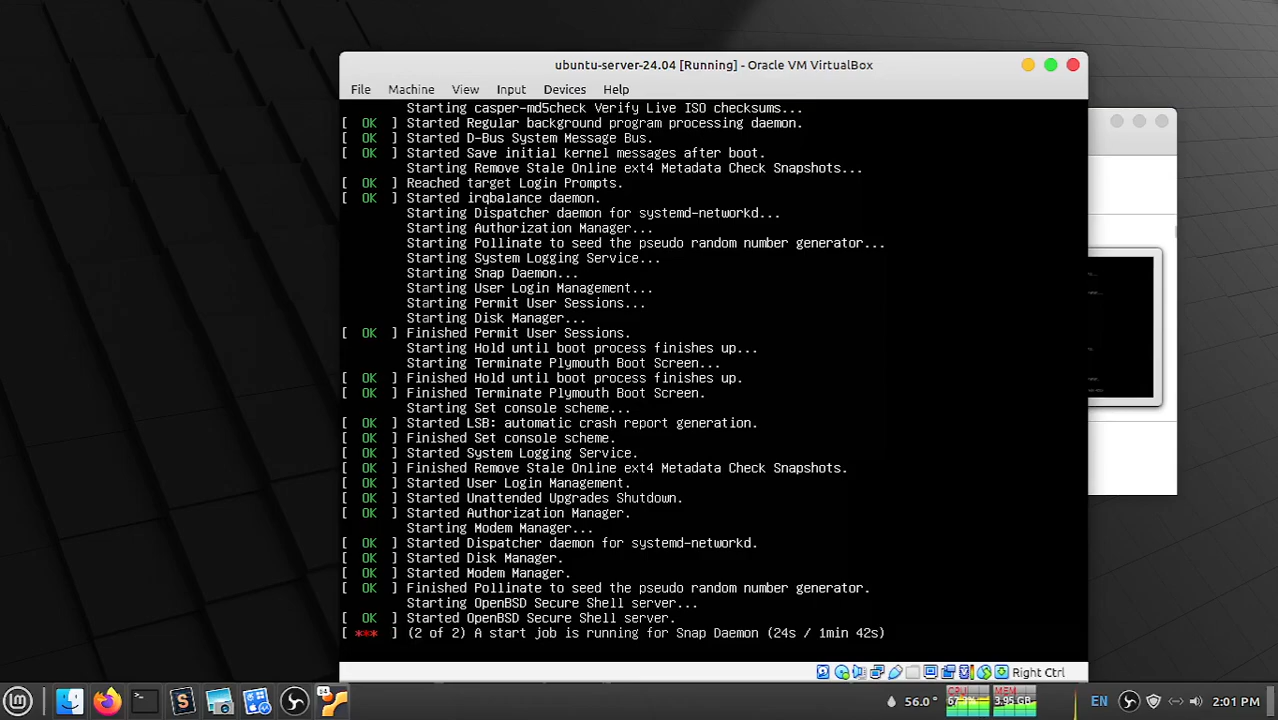 ubuntu-server-24.04 [Running] - Oracle VM VirtualBox
File Machine View Input Devices Help
Starting casper-md5check Verify Live ISO checksums...
[ OK ] Started Regular background program processing daemon.
[ OK ] Started D-Bus System Message Bus.
[ OK ] Started Save initial kernel messages after boot.
Starting Remove Stale Online ext4 Metadata Check Snapshots...
[ OK ] Reached target Login Prompts.
[ OK ] Started irqbalance daemon.
Starting Dispatcher daemon for systemd-networkd...
Starting Authorization Manager...
Starting Pollinate to seed the pseudo random number generator...
Starting System Logging Service...
Starting Snap Daemon...
Starting User Login Management...
Starting Permit User Sessions...
Starting Disk Manager...
[ OK ] Finished Permit User Sessions.
Starting Hold until boot process finishes up...
Starting Terminate Plymouth Boot Screen...
[ OK ] Finished Hold until boot process finishes up.
[ OK ] Finished Terminate Plymouth Boot Screen.
Starting Set console scheme...
[ OK ] Started LSB: automatic crash report generation.
[ OK ] Finished Set console scheme.
[ OK ] Started System Logging Service.
[ OK ] Finished Remove Stale Online ext4 Metadata Check Snapshots.
[ OK ] Started User Login Management.
[ OK ] Started Unattended Upgrades Shutdown.
[ OK ] Started Authorization Manager.
Starting Modem Manager...
[ OK ] Started Dispatcher daemon for systemd-networkd.
[ OK ] Started Disk Manager.
[ OK ] Started Modem Manager.
[ OK ] Finished Pollinate to seed the pseudo random number generator.
Starting OpenBSD Secure Shell server...
[ OK ] Started OpenBSD Secure Shell server.
[ *** ] (2 of 2) A start job is running for Snap Daemon (24s / 1min 42s)
Right Ctrl
56.0 °
CPU
MEM
3.95 GB
EN
2:01 PM